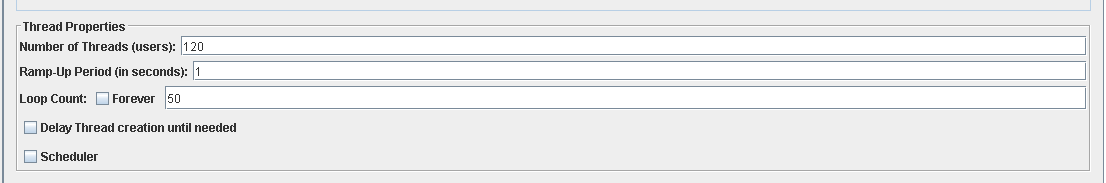 Thread Properties
Number of Threads (users): 120
Ramp-Up Period (in seconds): 1
Loop Count: Forever 50
Delay Thread creation until needed
Scheduler